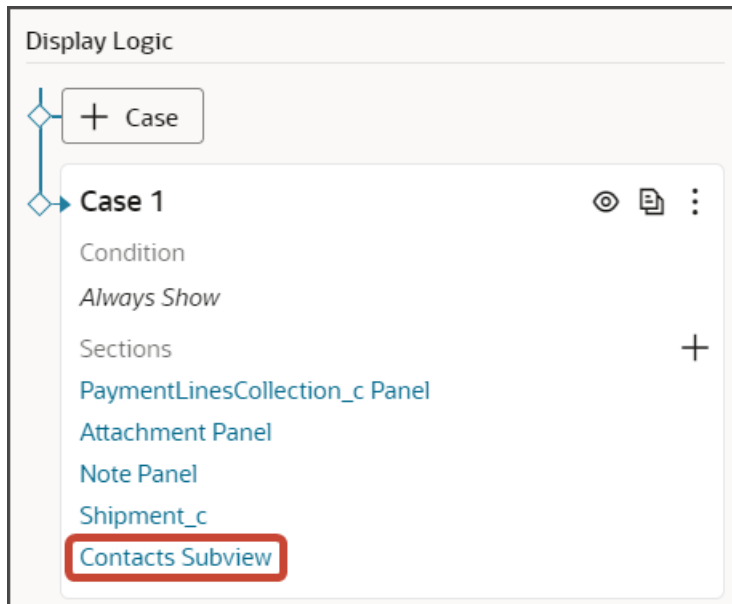 Display Logic
+ Case
Case 1
Condition
Always Show
Sections
PaymentLinesCollection_c Panel
Attachment Panel
Note Panel
Shipment_c
Contacts Subview